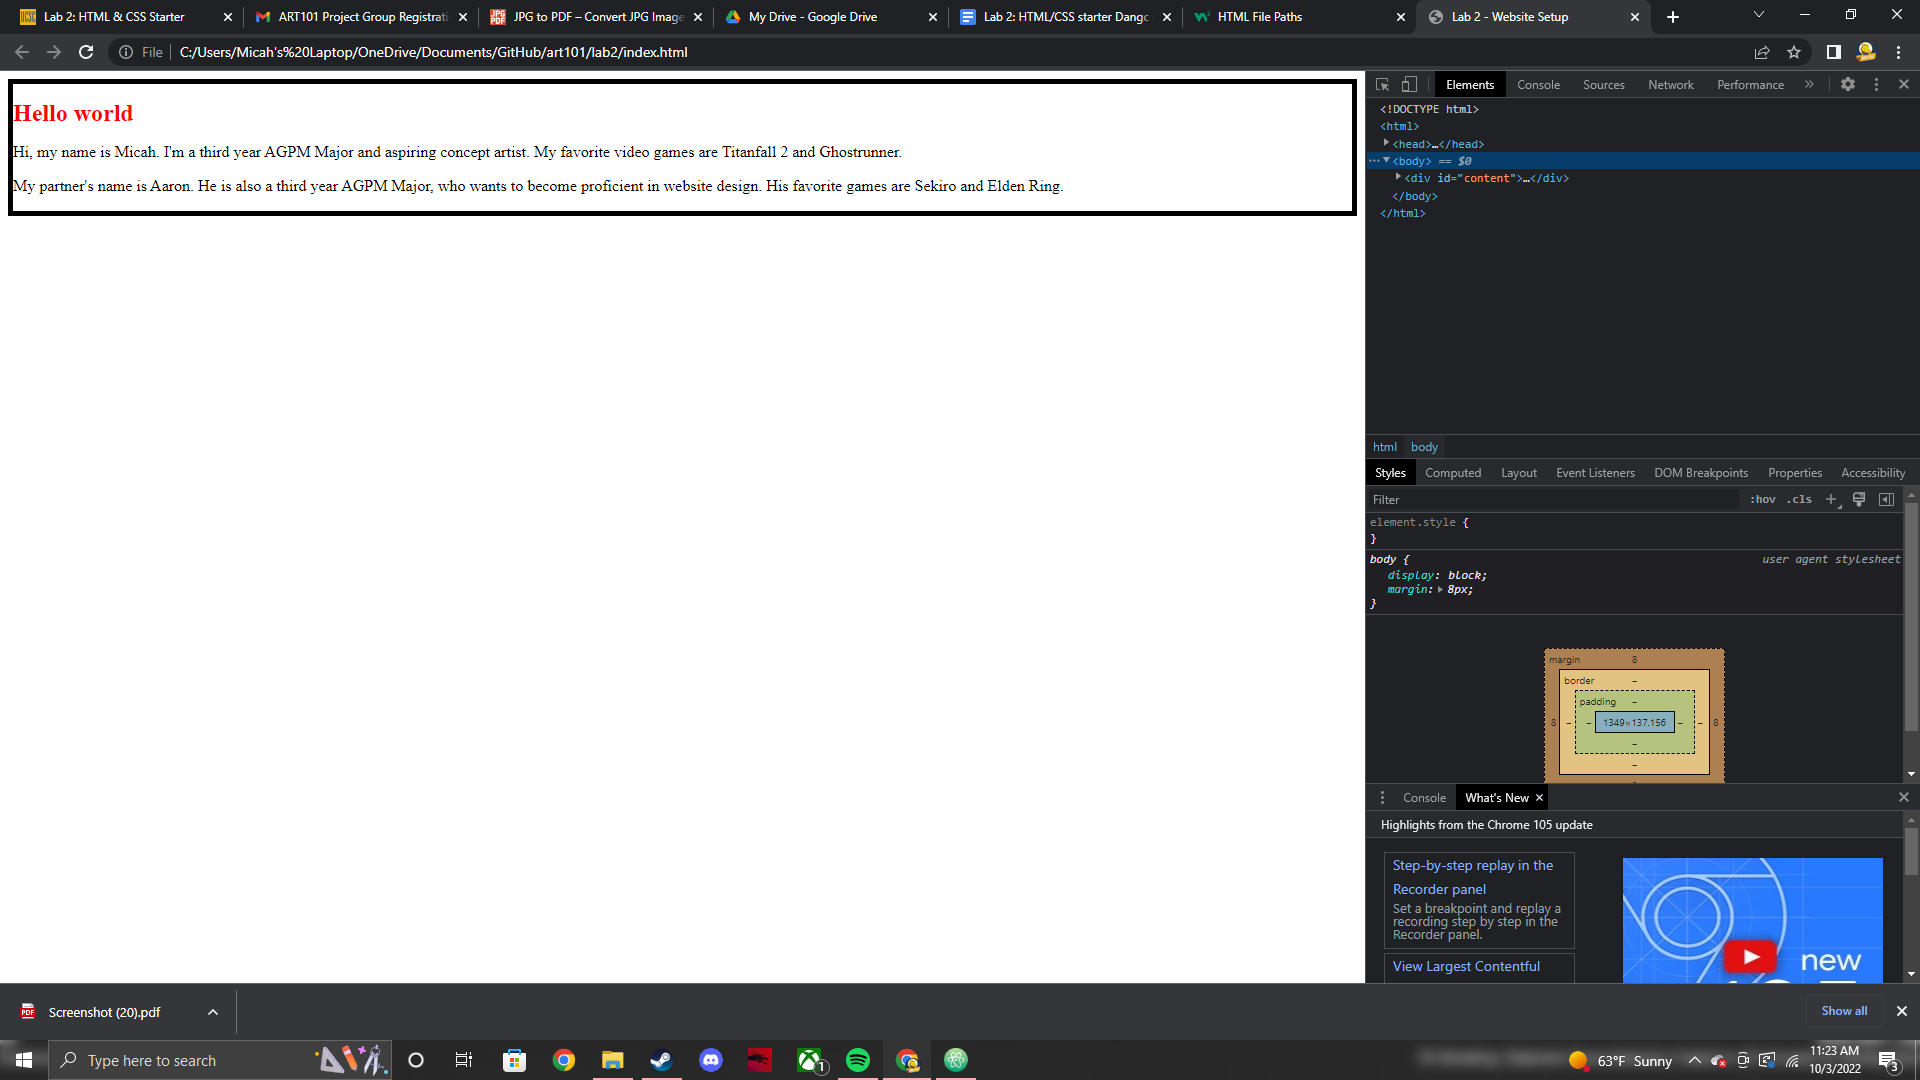 Lab 2: HTML & CSS Starter
ART101 Project Group Registrati
JPG to PDF – Convert JPG Image
My Drive - Google Drive
Lab 2: HTML/CSS starter Dangc
HTML File Paths
Lab 2 - Website Setup
File
C:/Users/Micah's%20Laptop/OneDrive/Documents/GitHub/art101/lab2/index.html
Hello world
Hi, my name is Micah. I'm a third year AGPM Major and aspiring concept artist. My favorite video games are Titanfall 2 and Ghostrunner.
My partner's name is Aaron. He is also a third year AGPM Major, who wants to become proficient in website design. His favorite games are Sekiro and Elden Ring.
Elements Console Sources Network Performance »
<!DOCTYPE html>
<html>
<head>…</head>
<body> == $0
<div id="content">…</div>
</body>
</html>
html body
Styles Computed Layout Event Listeners DOM Breakpoints Properties Accessibility
Filter :hov .cls
element.style {
}
body { user agent stylesheet
display: block;
margin: 8px;
}
margin 8
border –
padding –
8 – – 1349×137.156 – – 8
–
–
Console What's New
Highlights from the Chrome 105 update
Step-by-step replay in the
Recorder panel
Set a breakpoint and replay a
recording step by step in the
Recorder panel.
View Largest Contentful
new
Screenshot (20).pdf
Show all
Type here to search
1
63°F Sunny
11:23 AM
10/3/2022
3